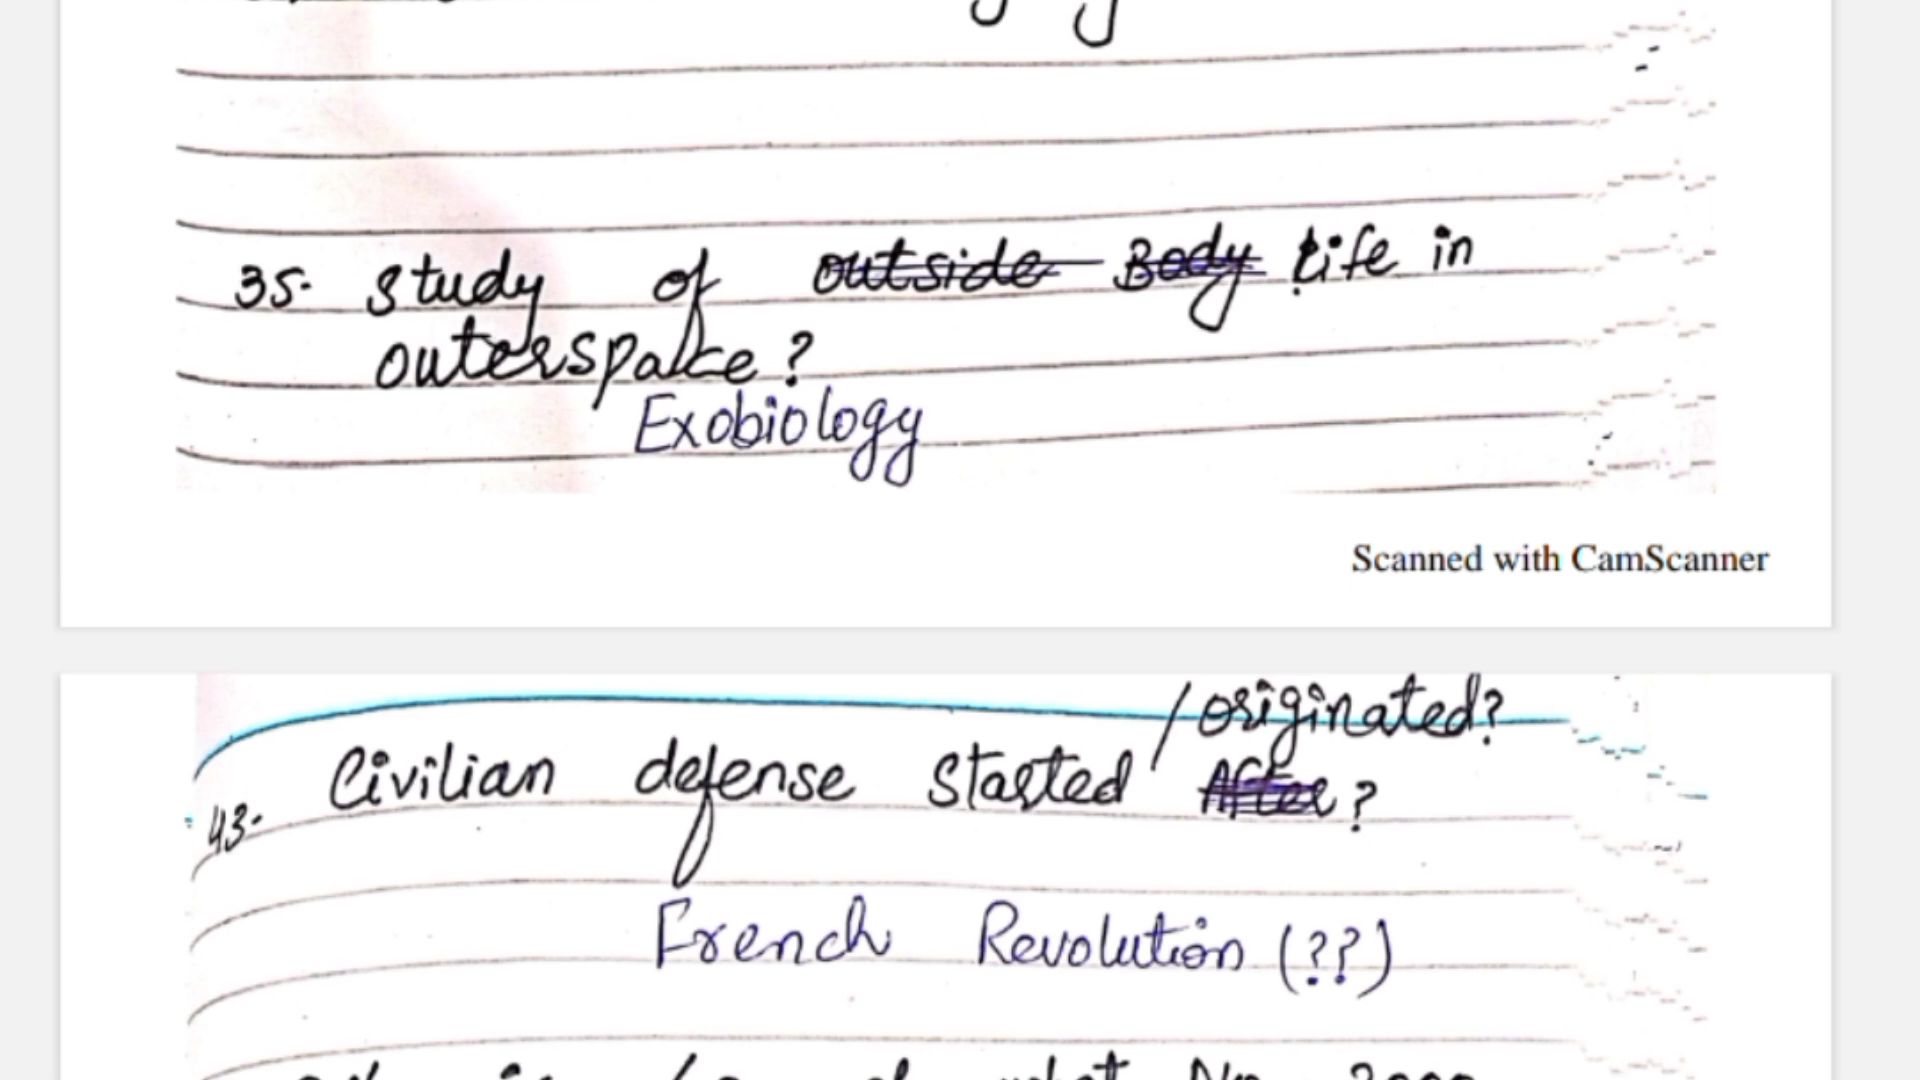 35. Study of ~~outside~~ ~~Body~~ life in
outerspace?
Exobiology
Scanned with CamScanner
/originated?
43. Civilian defense started ~~After~~?
French Revolution (??)